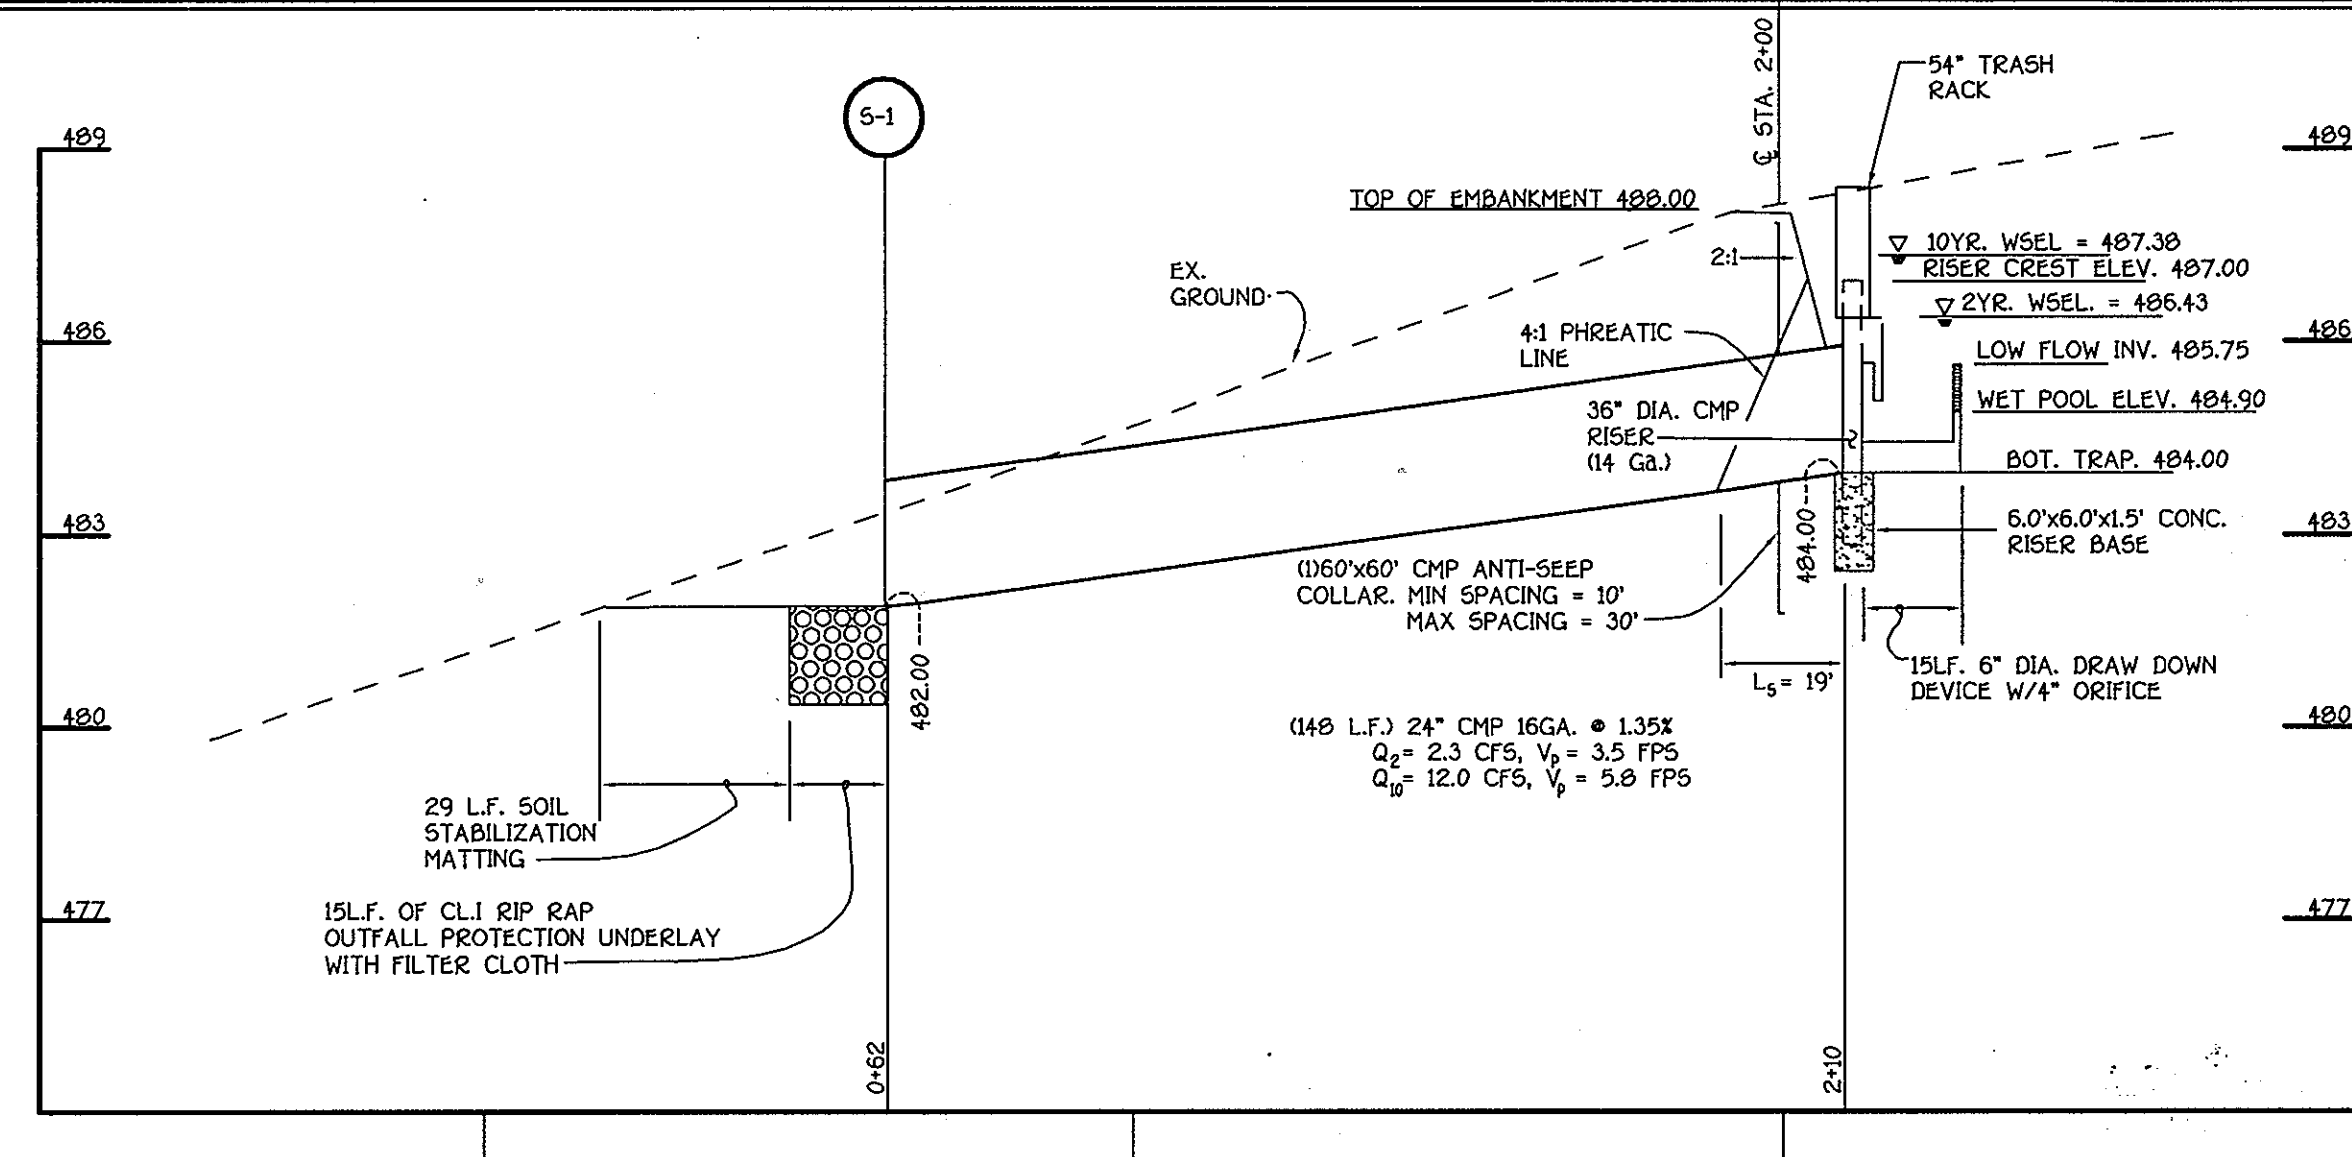 489
486
483
480
477
S-1
℄ STA. 2+00
54" TRASH
RACK
489
486
483
480
477
TOP OF EMBANKMENT 488.00
2:1
EX.
GROUND
4:1 PHREATIC
LINE
10YR. WSEL = 487.38
RISER CREST ELEV. 487.00
2YR. WSEL. = 486.43
LOW FLOW INV. 485.75
WET POOL ELEV. 484.90
BOT. TRAP. 484.00
36" DIA. CMP
RISER
(14 Ga.)
6.0'x6.0'x1.5' CONC.
RISER BASE
484.00
(1)60'x60' CMP ANTI-SEEP
COLLAR. MIN SPACING = 10'
MAX SPACING = 30'
LS = 19'
15LF. 6" DIA. DRAW DOWN
DEVICE W/4" ORIFICE
482.00
(148 L.F.) 24" CMP 16GA. @ 1.35%
Q2 = 2.3 CFS, Vp = 3.5 FPS
Q10 = 12.0 CFS, Vp = 5.8 FPS
29 L.F. SOIL
STABILIZATION
MATTING
15L.F. OF CL.I RIP RAP
OUTFALL PROTECTION UNDERLAY
WITH FILTER CLOTH
0+62
2+10